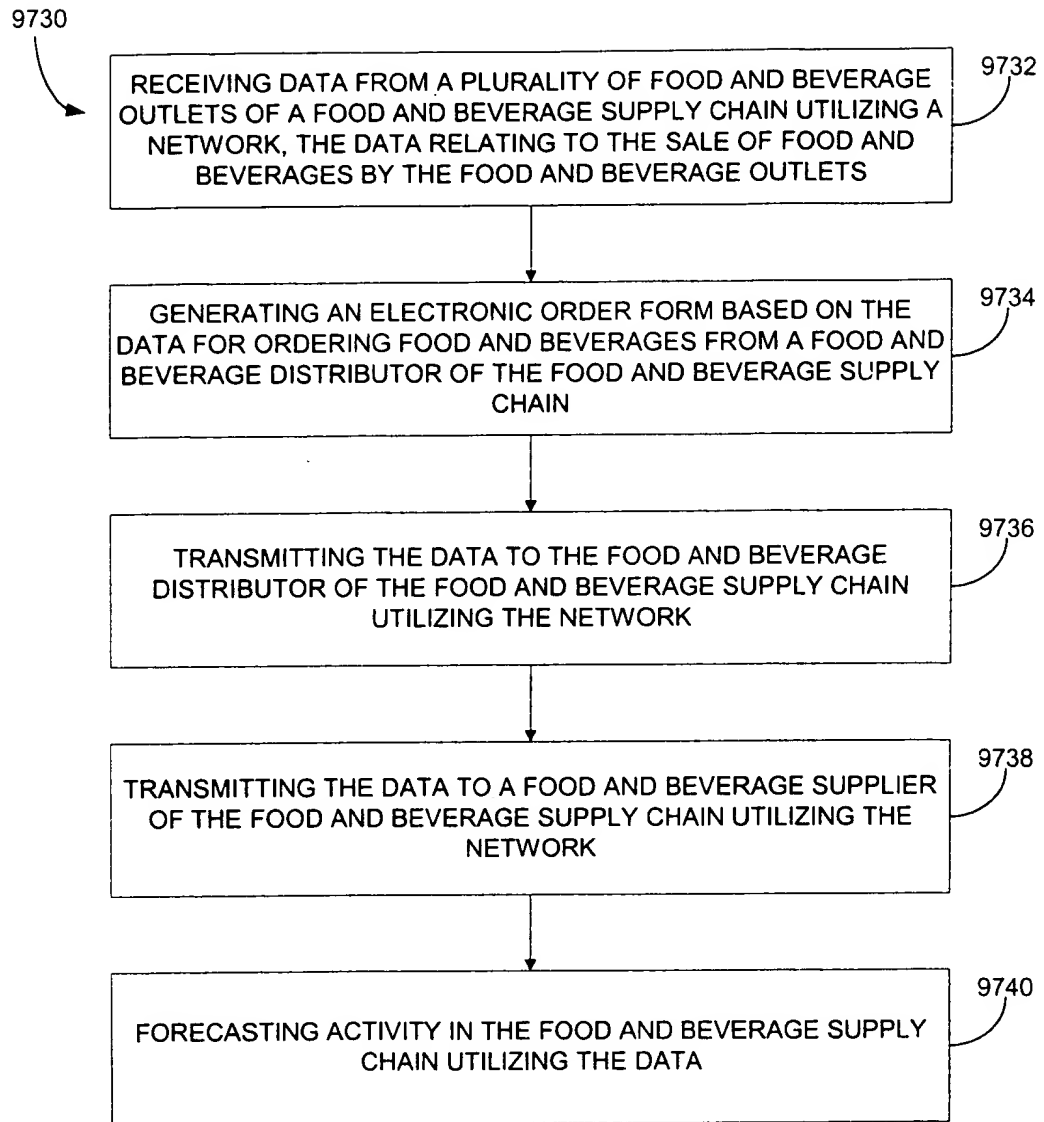 9730
RECEIVING DATA FROM A PLURALITY OF FOOD AND BEVERAGE
OUTLETS OF A FOOD AND BEVERAGE SUPPLY CHAIN UTILIZING A
NETWORK, THE DATA RELATING TO THE SALE OF FOOD AND
BEVERAGES BY THE FOOD AND BEVERAGE OUTLETS
9732
GENERATING AN ELECTRONIC ORDER FORM BASED ON THE
DATA FOR ORDERING FOOD AND BEVERAGES FROM A FOOD AND
BEVERAGE DISTRIBUTOR OF THE FOOD AND BEVERAGE SUPPLY
CHAIN
9734
TRANSMITTING THE DATA TO THE FOOD AND BEVERAGE
DISTRIBUTOR OF THE FOOD AND BEVERAGE SUPPLY CHAIN
UTILIZING THE NETWORK
9736
TRANSMITTING THE DATA TO A FOOD AND BEVERAGE SUPPLIER
OF THE FOOD AND BEVERAGE SUPPLY CHAIN UTILIZING THE
NETWORK
9738
FORECASTING ACTIVITY IN THE FOOD AND BEVERAGE SUPPLY
CHAIN UTILIZING THE DATA
9740